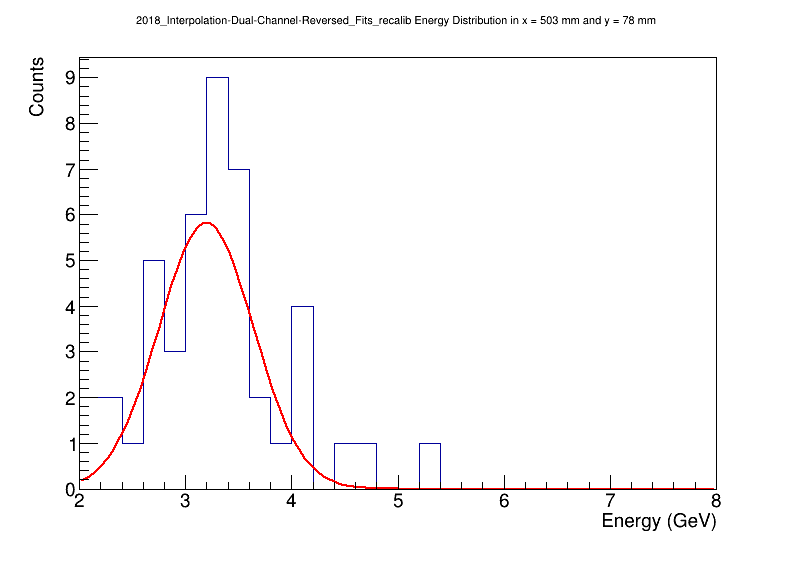 2018_Interpolation-Dual-Channel-Reversed_Fits_recalib Energy Distribution in x = 503 mm and y = 78 mm
Counts
9
8
7
6
5
4
3
2
1
0
2 3 4 5 6 7 8
Energy (GeV)